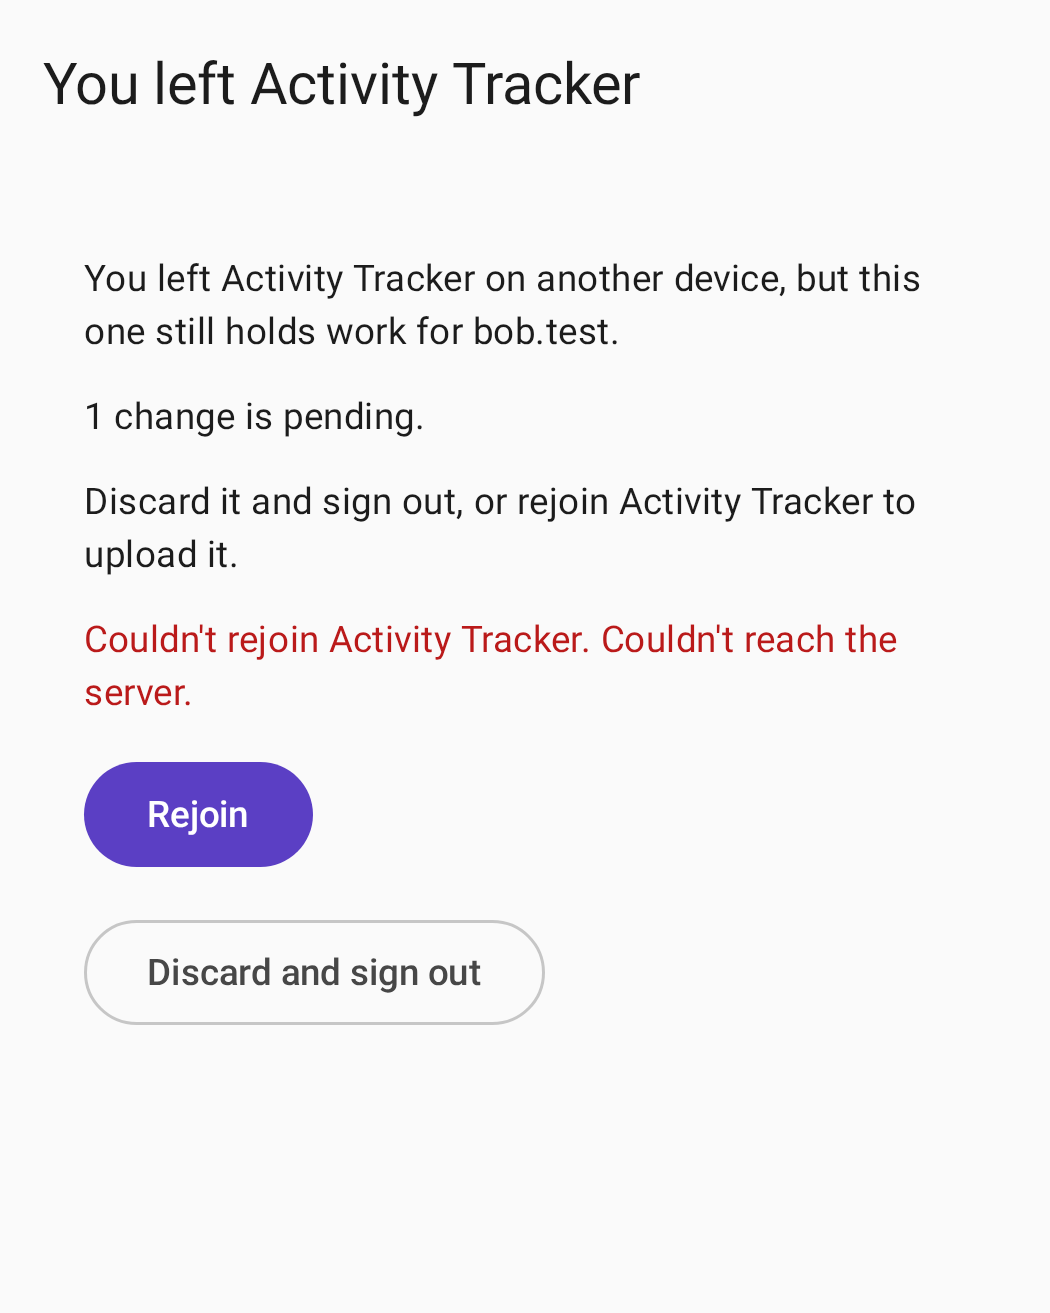 You left Activity Tracker
You left Activity Tracker on another device, but this
one still holds work for bob.test.
1 change is pending.
Discard it and sign out, or rejoin Activity Tracker to
upload it.
Couldn't rejoin Activity Tracker. Couldn't reach the
server.
Rejoin
Discard and sign out